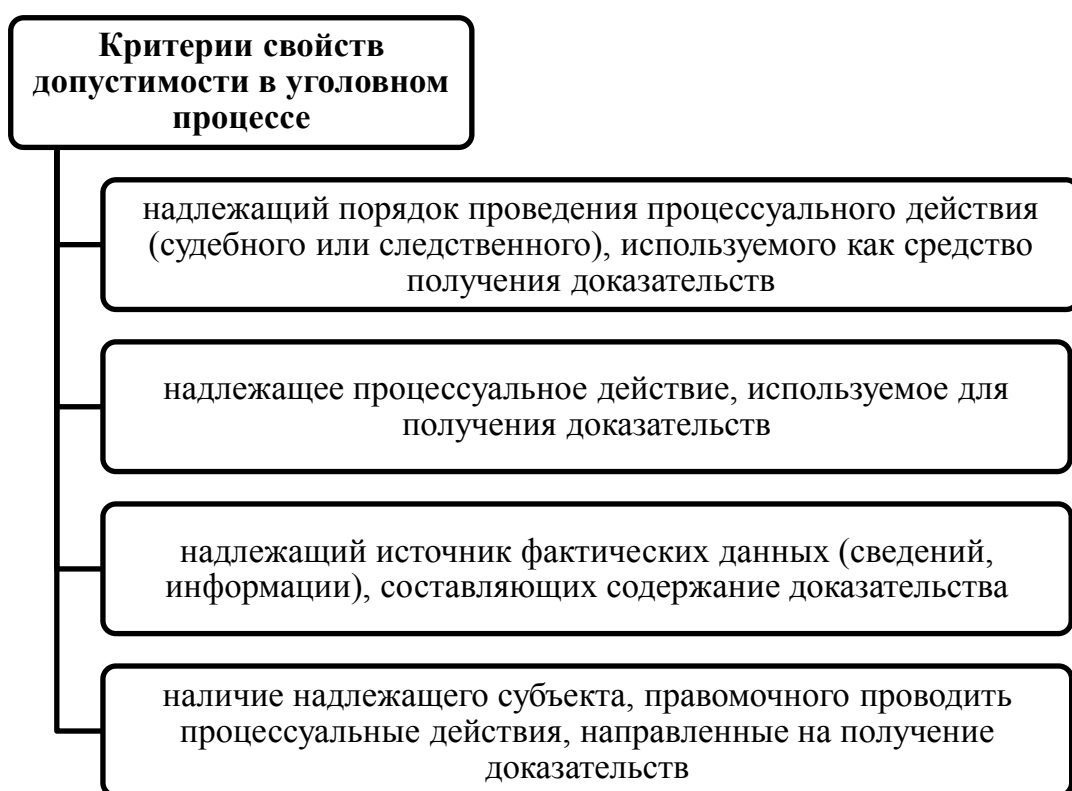 Критерии свойств
допустимости в уголовном
процессе
надлежащий порядок проведения процессуального действия
(судебного или следственного), используемого как средство
получения доказательств
надлежащее процессуальное действие, используемое для
получения доказательств
надлежащий источник фактических данных (сведений,
информации), составляющих содержание доказательства
наличие надлежащего субъекта, правомочного проводить
процессуальные действия, направленные на получение
доказательств